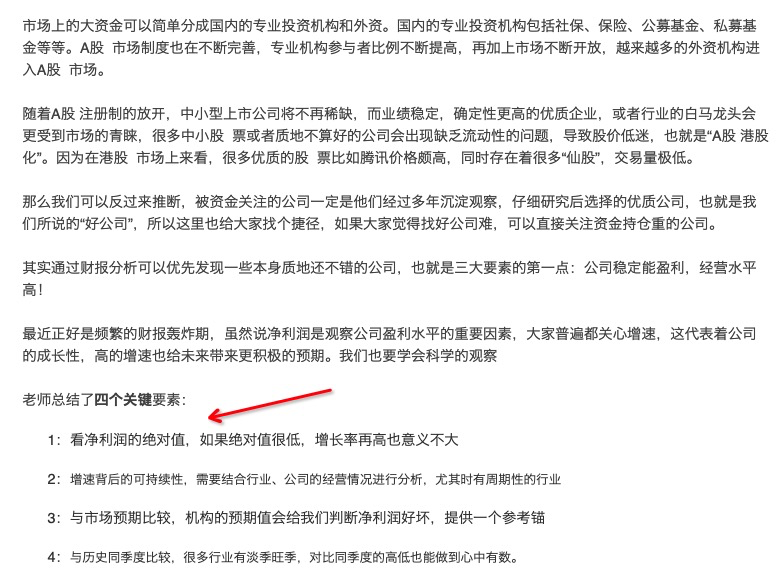 市场上的大资金可以简单分成国内的专业投资机构和外资。国内的专业投资机构包括社保、保险、公募基金、私募基
金等等。A股 市场制度也在不断完善，专业机构参与者比例不断提高，再加上市场不断开放，越来越多的外资机构进
入A股 市场。
随着A股 注册制的放开，中小型上市公司将不再稀缺，而业绩稳定，确定性更高的优质企业，或者行业的白马龙头会
更受到市场的青睐，很多中小股 票或者质地不算好的公司会出现缺乏流动性的问题，导致股价低迷，也就是“A股 港股
化”。因为在港股 市场上来看，很多优质的股 票比如腾讯价格颇高，同时存在着很多“仙股”，交易量极低。
那么我们可以反过来推断，被资金关注的公司一定是他们经过多年沉淀观察，仔细研究后选择的优质公司，也就是我
们所说的“好公司”，所以这里也给大家找个捷径，如果大家觉得找好公司难，可以直接关注资金持仓重的公司。
其实通过财报分析可以优先发现一些本身质地还不错的公司，也就是三大要素的第一点：公司稳定能盈利，经营水平
高！
最近正好是频繁的财报轰炸期，虽然说净利润是观察公司盈利水平的重要因素，大家普遍都关心增速，这代表着公司
的成长性，高的增速也给未来带来更积极的预期。我们也要学会科学的观察
老师总结了四个关键要素：
1：看净利润的绝对值，如果绝对值很低，增长率再高也意义不大
2：增速背后的可持续性，需要结合行业、公司的经营情况进行分析，尤其时有周期性的行业
3：与市场预期比较，机构的预期值会给我们判断净利润好坏，提供一个参考锚
4：与历史同季度比较，很多行业有淡季旺季，对比同季度的高低也能做到心中有数。